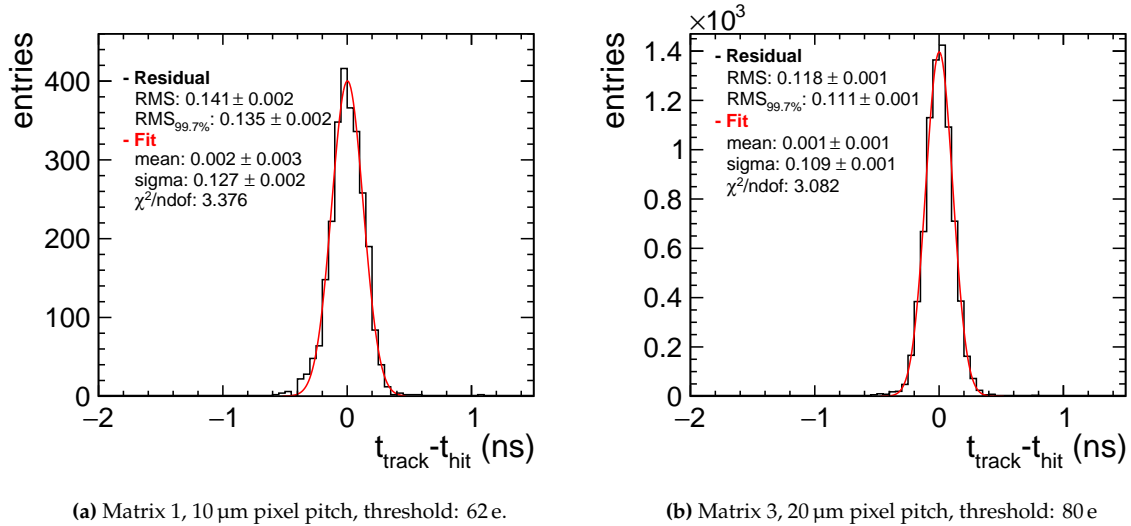 entries
400
300
200
100
0
- Residual
RMS: 0.141 ± 0.002
RMS99.7%: 0.135 ± 0.002
- Fit
mean: 0.002 ± 0.003
sigma: 0.127 ± 0.002
χ²/ndof: 3.376
−2 −1 0 1
t_track-t_hit (ns)
(a) Matrix 1, 10 µm pixel pitch, threshold: 62 e.
×10³
entries
1.4
1.2
1
0.8
0.6
0.4
0.2
0
- Residual
RMS: 0.118 ± 0.001
RMS99.7%: 0.111 ± 0.001
- Fit
mean: 0.001 ± 0.001
sigma: 0.109 ± 0.001
χ²/ndof: 3.082
−2 −1 0 1
t_track-t_hit (ns)
(b) Matrix 3, 20 µm pixel pitch, threshold: 80 e